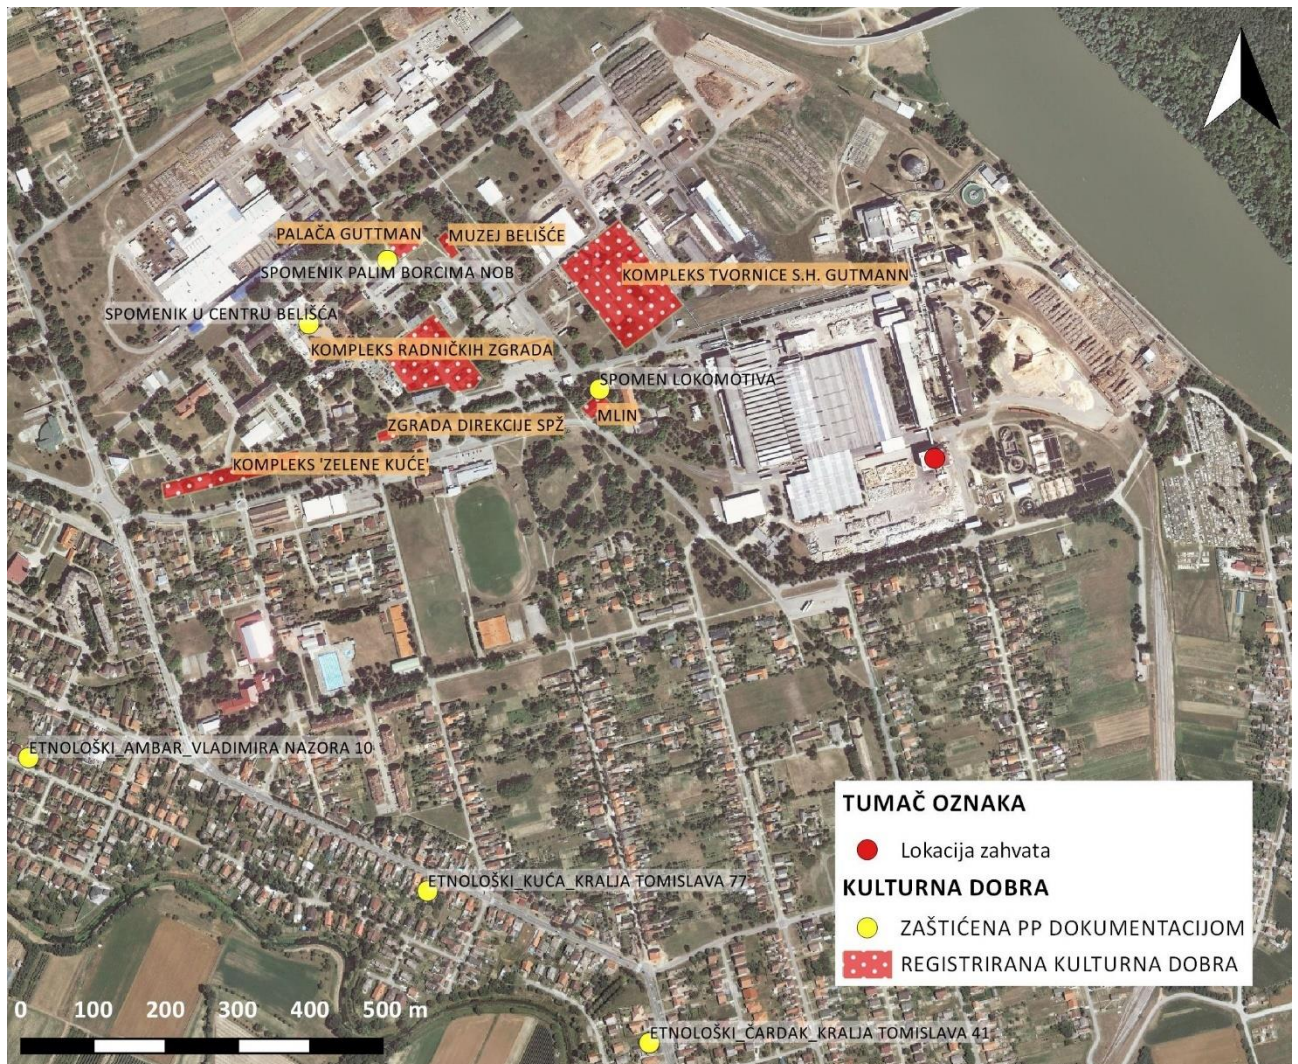 PALAČA GUTTMAN
MUZEJ BELIŠĆE
SPOMENIK PALIM BORCIMA NOB
KOMPLEKS TVORNICE S.H. GUTMANN
SPOMENIK U CENTRU BELIŠĆA
KOMPLEKS RADNIČKIH ZGRADA
SPOMEN LOKOMOTIVA
MLIN
ZGRADA DIREKCIJE SPŽ
KOMPLEKS 'ZELENE KUĆE'
ETNOLOŠKI_AMBAR_VLADIMIRA NAZORA 10
ETNOLOŠKI_KUĆA_KRALJA TOMISLAVA 77
ETNOLOŠKI_ČARDAK_KRALJA TOMISLAVA 41
TUMAČ OZNAKA
Lokacija zahvata
KULTURNA DOBRA
ZAŠTIĆENA PP DOKUMENTACIJOM
REGISTRIRANA KULTURNA DOBRA
0 100 200 300 400 500 m